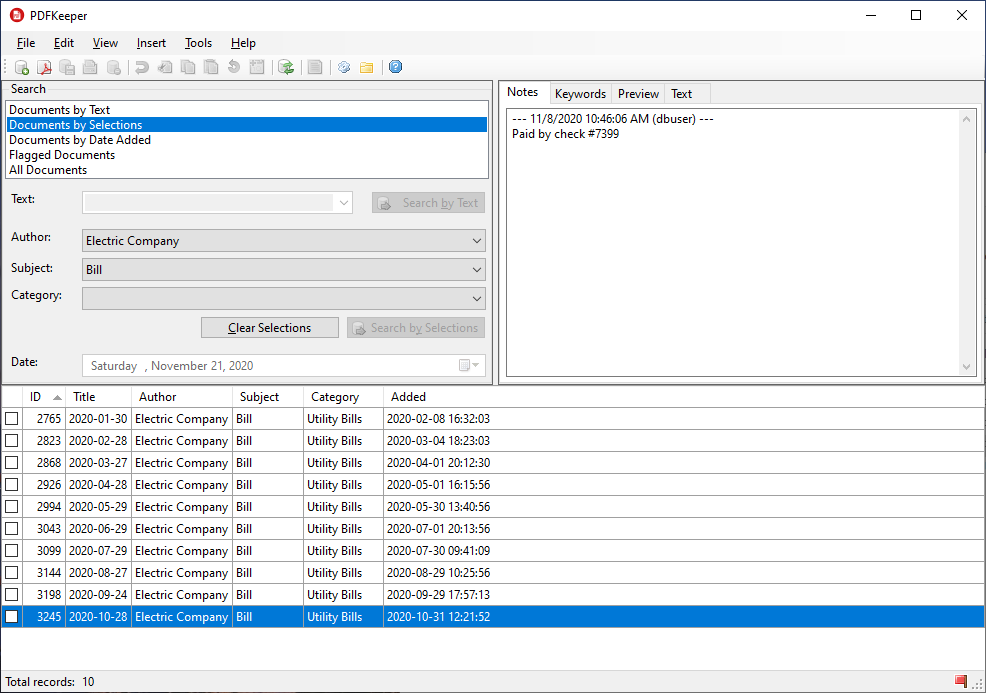 PDFKeeper
File Edit View Insert Tools Help
Search
Documents by Text
Documents by Selections
Documents by Date Added
Flagged Documents
All Documents
Text:
Search by Text
Author:
Electric Company
Subject:
Bill
Category:
Clear Selections
Search by Selections
Date:
Saturday , November 21, 2020
Notes Keywords Preview Text
--- 11/8/2020 10:46:06 AM (dbuser) ---
Paid by check #7399
ID Title Author Subject Category Added
2765 2020-01-30 Electric Company Bill Utility Bills 2020-02-08 16:32:03
2823 2020-02-28 Electric Company Bill Utility Bills 2020-03-04 18:23:03
2868 2020-03-27 Electric Company Bill Utility Bills 2020-04-01 20:12:30
2926 2020-04-28 Electric Company Bill Utility Bills 2020-05-01 16:15:56
2994 2020-05-29 Electric Company Bill Utility Bills 2020-05-30 13:40:56
3043 2020-06-29 Electric Company Bill Utility Bills 2020-07-01 20:13:56
3099 2020-07-29 Electric Company Bill Utility Bills 2020-07-30 09:41:09
3144 2020-08-27 Electric Company Bill Utility Bills 2020-08-29 10:25:56
3198 2020-09-24 Electric Company Bill Utility Bills 2020-09-29 17:57:13
3245 2020-10-28 Electric Company Bill Utility Bills 2020-10-31 12:21:52
Total records: 10